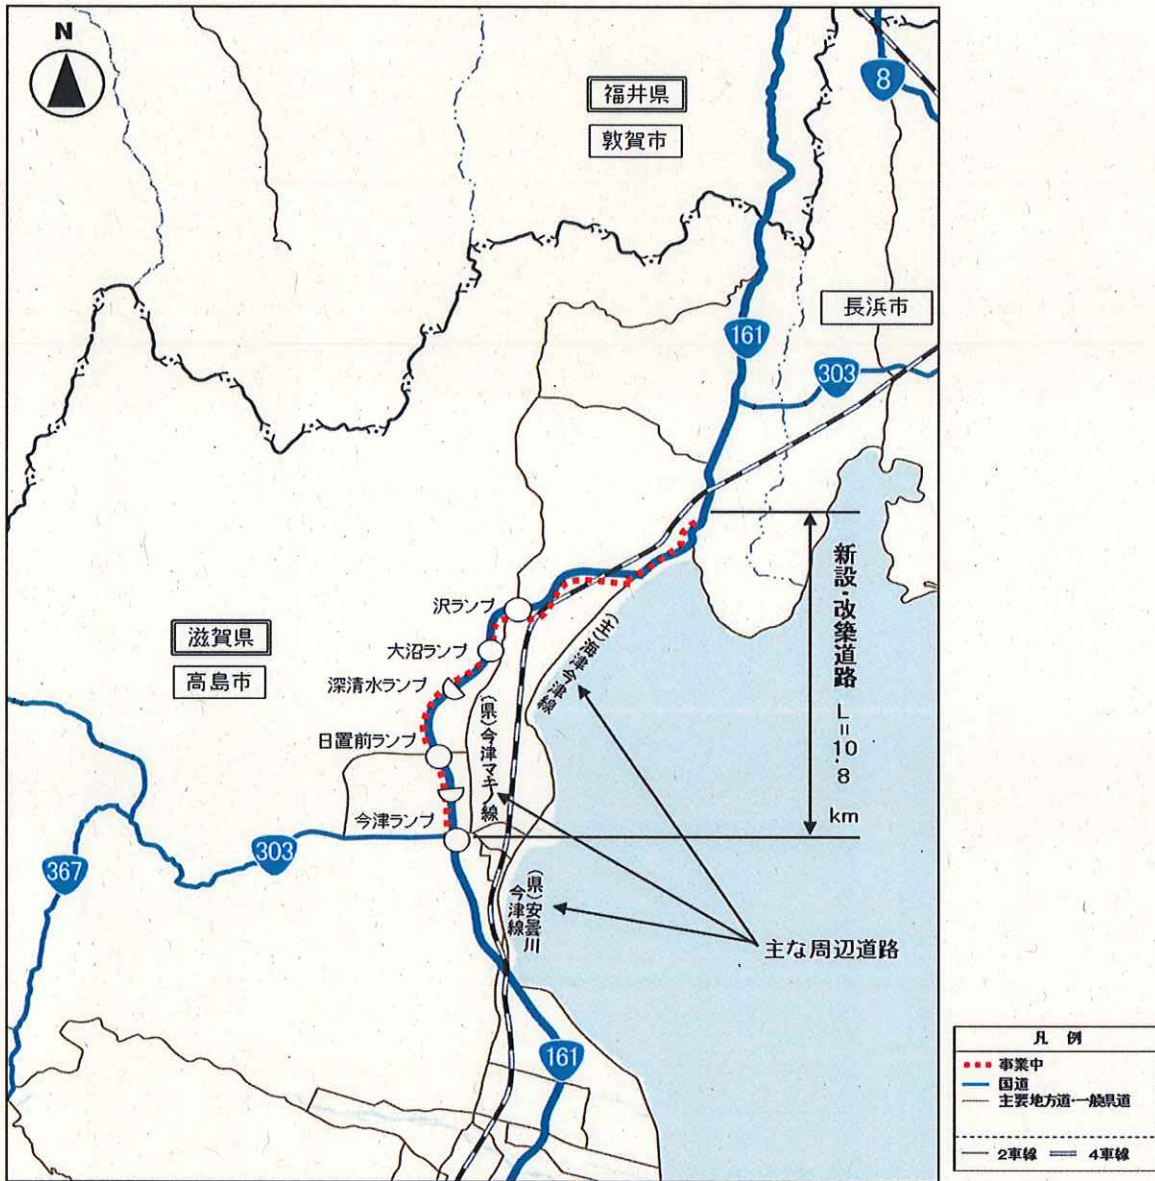 N
福井県
敦賀市
8
長浜市
161
303
新設・改築道路 L=10.8 km
沢ランプ
大沼ランプ
深清水ランプ
日置前ランプ
今津ランプ
滋賀県
高島市
(主)海津今津線
(県)今津マキノ線
(県)安曇川
今津線
主な周辺道路
303
367
161
凡 例
事業中
国道
主要地方道・一般県道
2車線
4車線